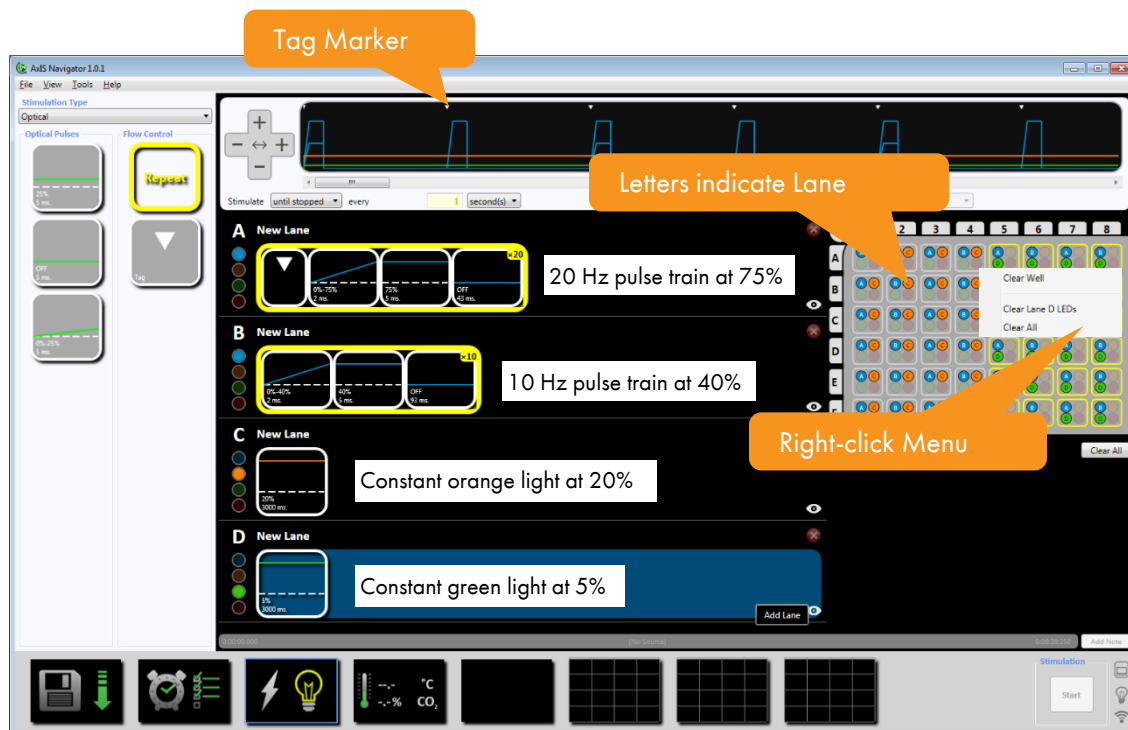 Tag Marker
AxIS Navigator 1.0.1
File View Tools Help
Stimulation Type
Optical
Optical Pulses
Flow Control
25%
5 ms.
Repeat
OFF
5 ms.
Tag
0%-25%
5 ms.
Stimulate until stopped every 1 second(s)
Letters indicate Lane
A New Lane
×20
0%-75%
2 ms.
75%
5 ms.
OFF
43 ms.
20 Hz pulse train at 75%
B New Lane
×10
0%-40%
2 ms.
40%
5 ms.
OFF
93 ms.
10 Hz pulse train at 40%
C New Lane
20%
3000 ms.
Constant orange light at 20%
D New Lane
5%
3000 ms.
Constant green light at 5%
Add Lane
2 3 4 5 6 7 8
A
B
C
D
E
Clear Well
Clear Lane D LEDs
Clear All
Right-click Menu
Clear All
0:00:00.000
(No Source)
Add Note
--.- °C
-.-% CO2
Stimulation
Start